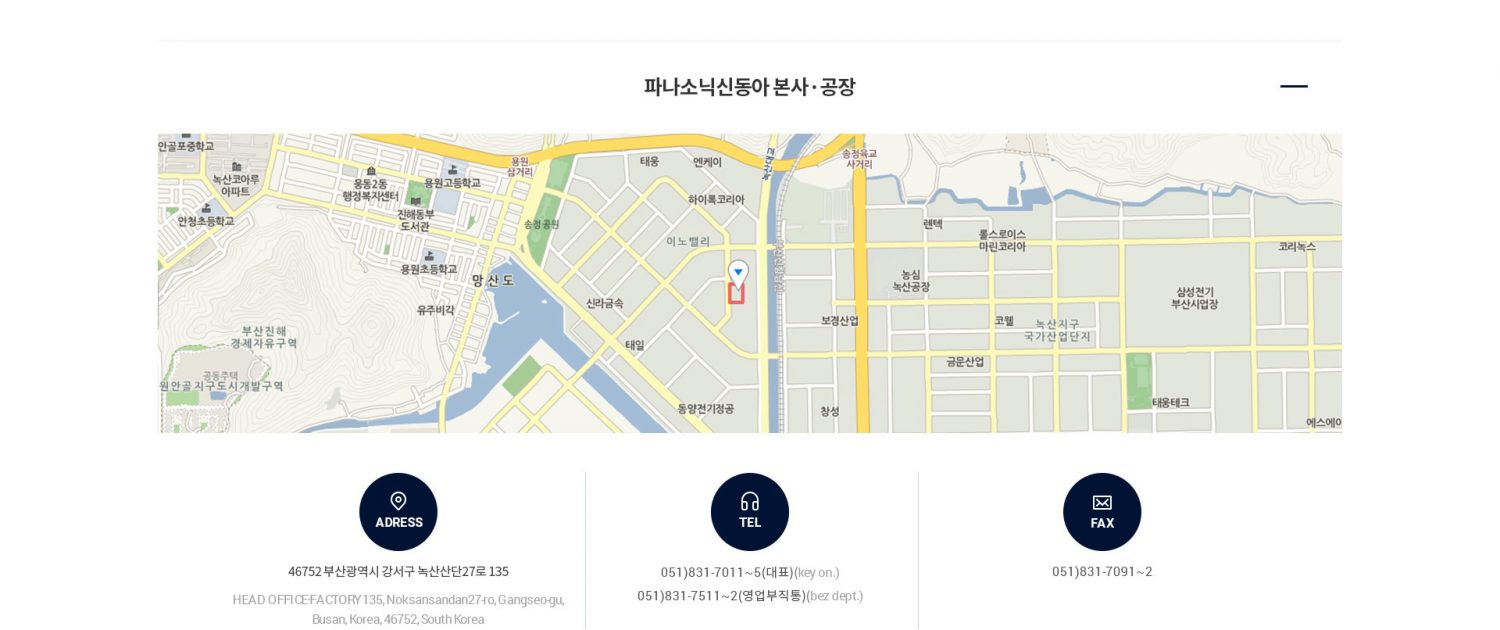 파나소닉신동아 본사 · 공장
안골포중학교
녹산코아루
아파트
웅동2동
행정복지센터
용원고등학교
용원
삼거리
태웅
엔케이
송정육교
사거리
하이록코리아
안청초등학교
진해동부
도서관
송정공원
이노밸리
렌텍
롤스로이스
마린코리아
코리녹스
용원초등학교
망산도
농심
녹산공장
유주비각
신라금속
삼성전기
부산사업장
보경산업
코웰
녹산지구
국가산업단지
부산진해
경제자유구역
태일
금문산업
공동주택
원안골지구도시개발구역
동양전기정공
창성
태웅테크
에스에이
ADRESS
46752 부산광역시 강서구 녹산산단27로 135
HEAD OFFICE·FACTORY 135, Noksansandan27-ro, Gangseo-gu,
Busan, Korea, 46752, South Korea
TEL
051)831-7011~5(대표)(key on.)
051)831-7511~2(영업부직통)(bez dept.)
FAX
051)831-7091~2